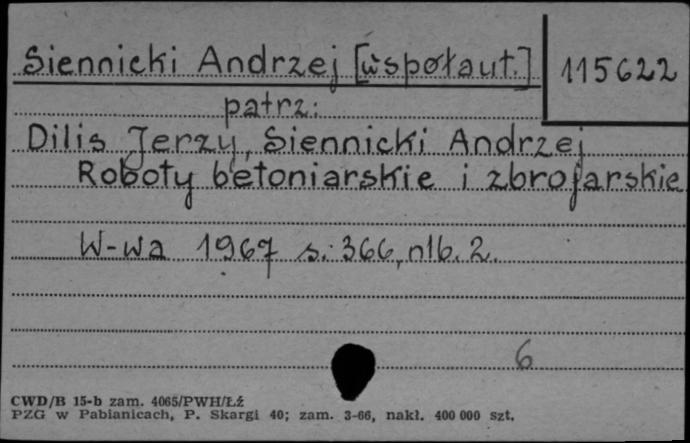 Siennicki Andrzej [współaut.] 115622
patrz:
Dilis Jerzy, Siennicki Andrzej
Roboty betoniarskie i zbrojarskie
W-wa 1967 s. 366, nlb. 2.
6
CWD/B 15-b zam. 4065/PWH/Łź
PZG w Pabianicach, P. Skargi 40; zam. 3-66, nakł. 400 000 szt.